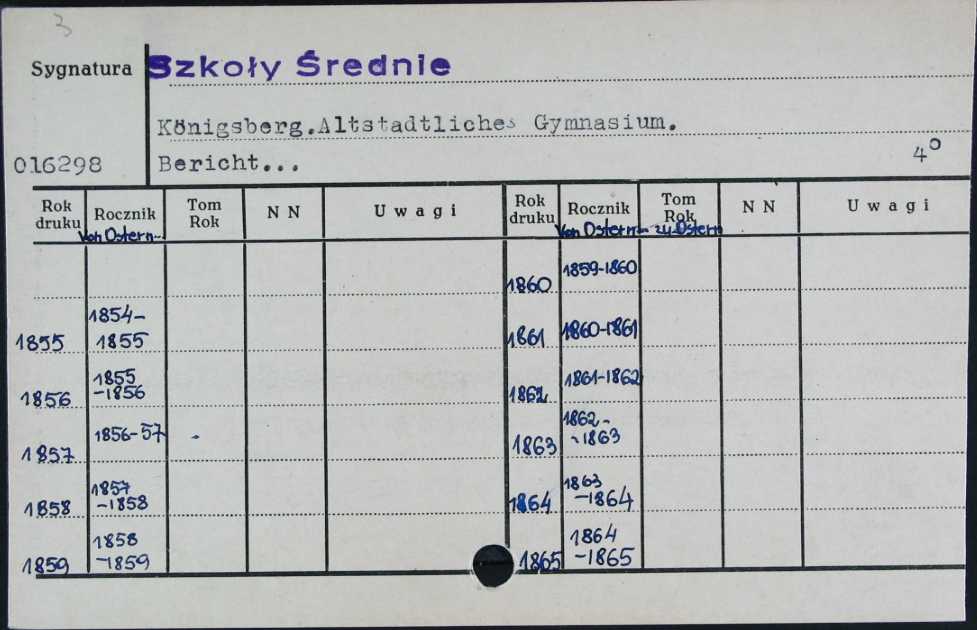 3
Sygnatura Szkoły Średnie
Königsberg.Altstadtliches Gymnasium.
016298 Bericht... 4°
Rok druku Rocznik Tom Rok N N Uwagi Rok druku Rocznik Tom Rok N N Uwagi
von Ostern- von Ostern- zu Ostern
1860 1859-1860
1855 1854-1855 1861 1860-1861
1856 1855-1856 1862 1861-1862
1857 1856-57 1863 1862--1863
1858 1857-1858 1864 1863-1864
1859 1858-1859 1865 1864-1865